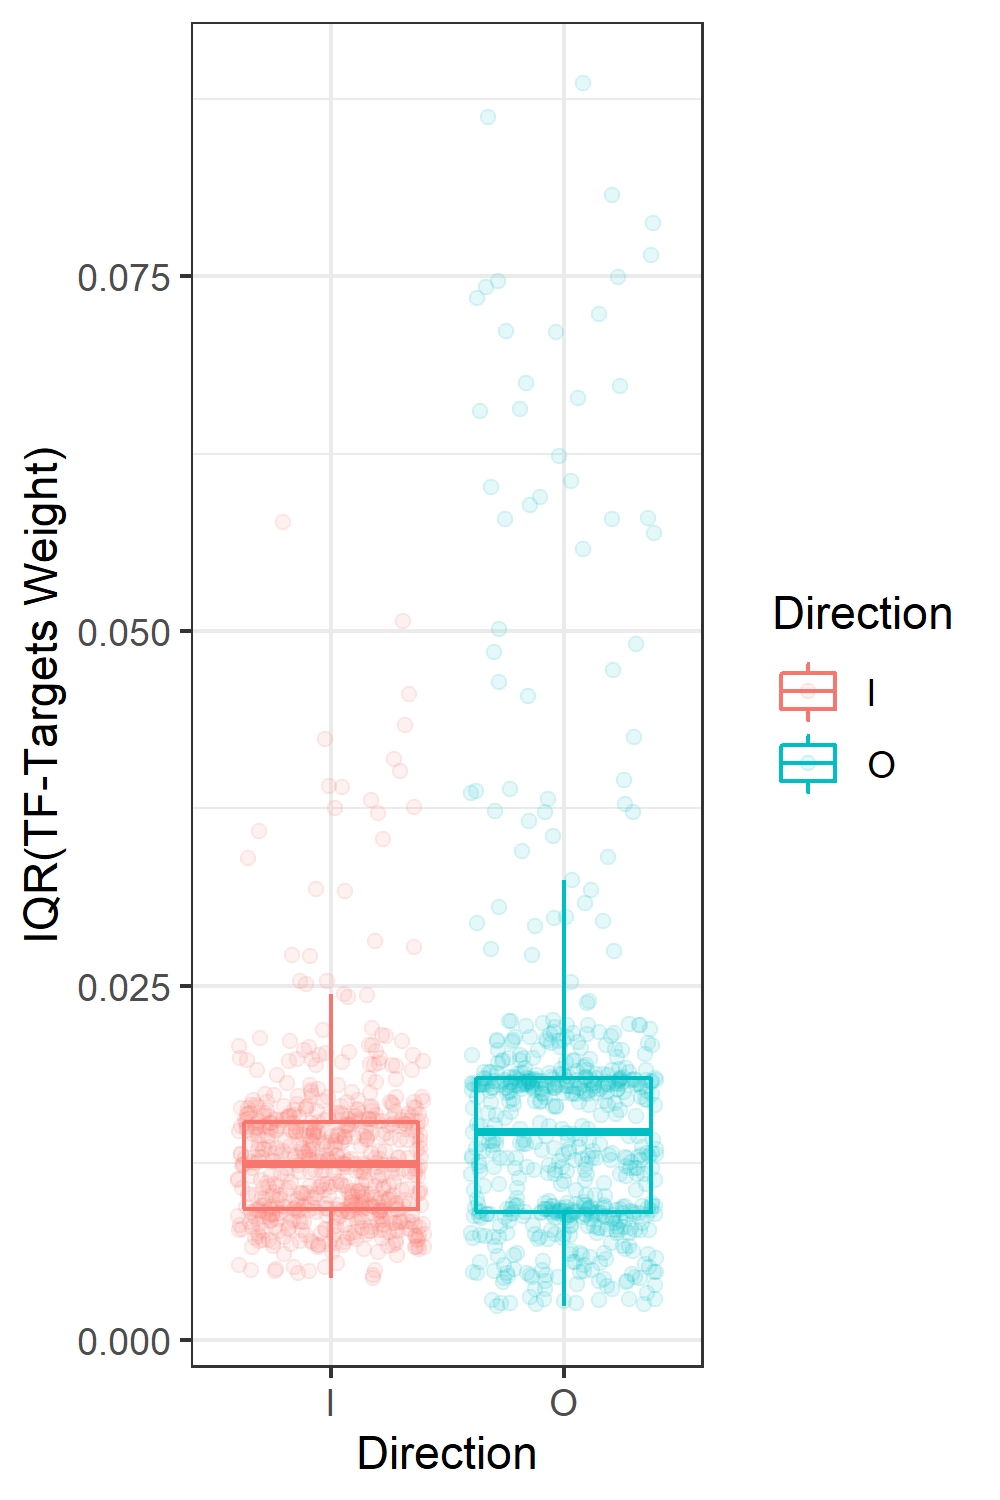 IQR(TF-Targets Weight)
0.075
0.050
0.025
0.000
I
O
Direction
Direction
I
O